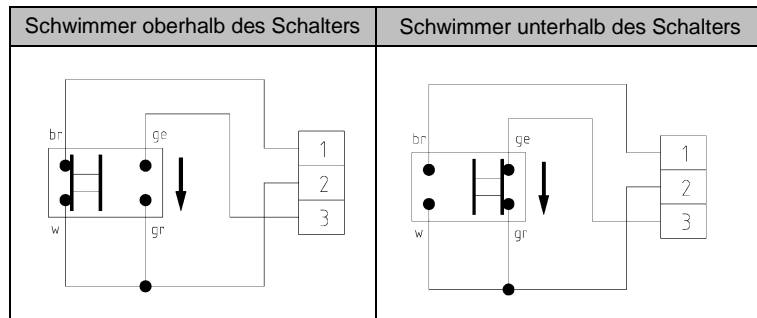 Schwimmer oberhalb des Schalters
Schwimmer unterhalb des Schalters
br
ge
1
2
3
w
gr
br
ge
1
2
3
w
gr